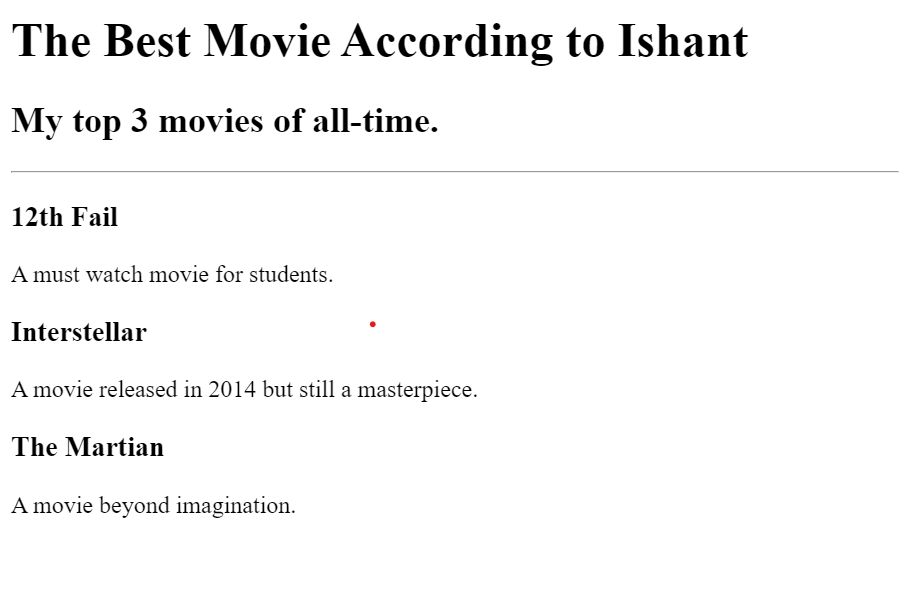 The Best Movie According to Ishant
My top 3 movies of all-time.
12th Fail
A must watch movie for students.
Interstellar
A movie released in 2014 but still a masterpiece.
The Martian
A movie beyond imagination.